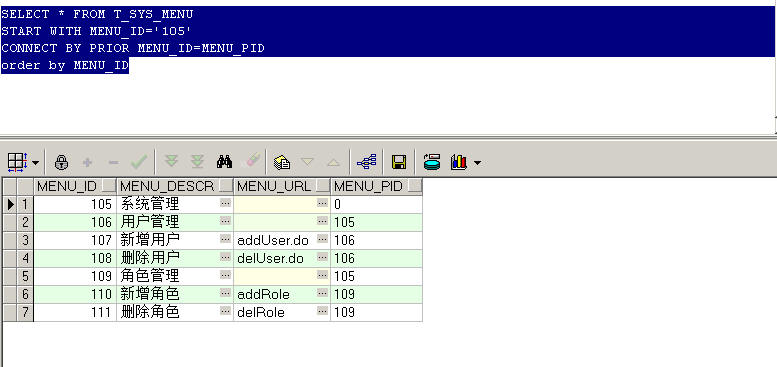 SELECT * FROM T_SYS_MENU
START WITH MENU_ID='105'
CONNECT BY PRIOR MENU_ID=MENU_PID
order by MENU_ID
MENU_ID MENU_DESCR MENU_URL MENU_PID
1 105 系统管理 ... ... 0
2 106 用户管理 ... ... 105
3 107 新增用户 ... addUser.do ... 106
4 108 删除用户 ... delUser.do ... 106
5 109 角色管理 ... ... 105
6 110 新增角色 ... addRole ... 109
7 111 删除角色 ... delRole ... 109